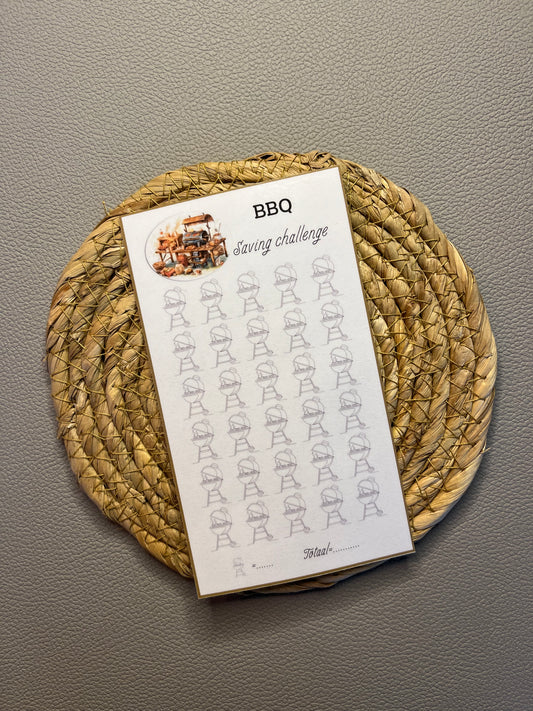 BBQ
Saving challenge
=.......
Totaal=...........